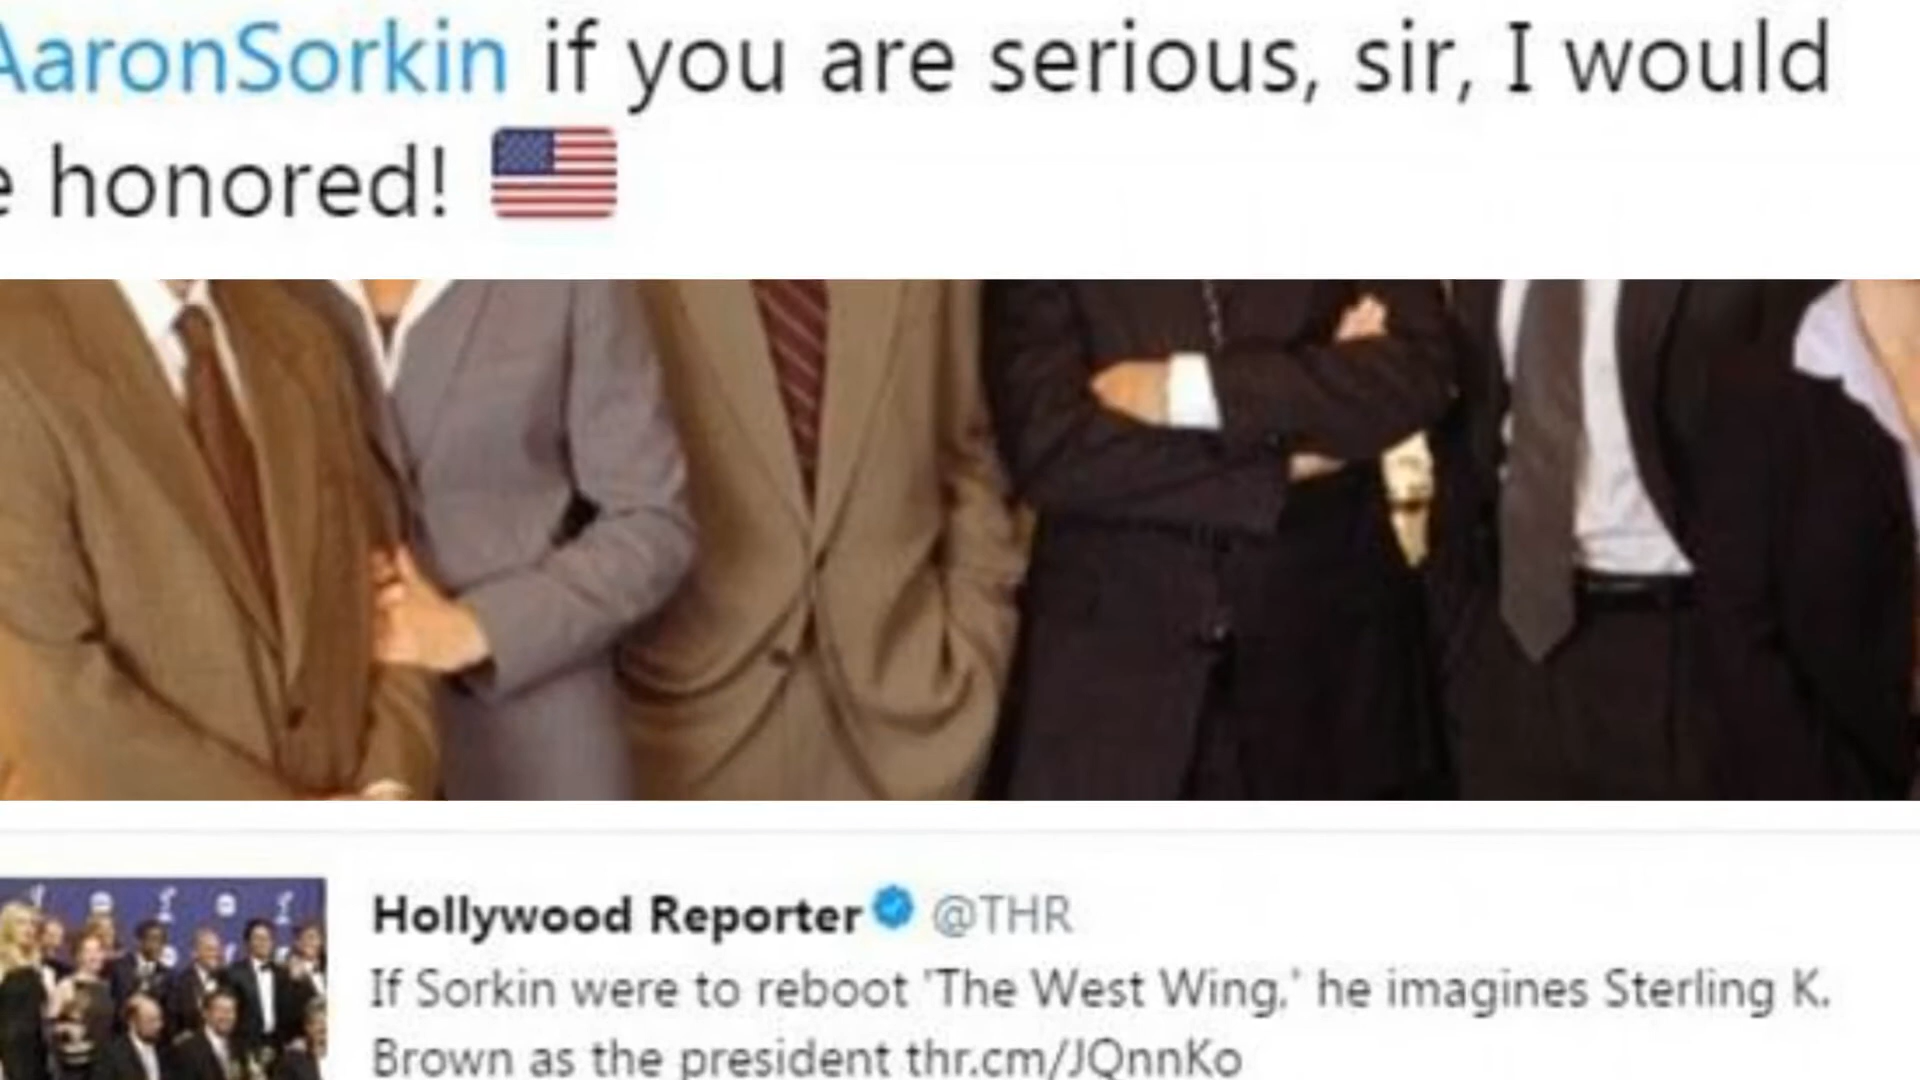 AaronSorkin if you are serious, sir, I would
e honored!
Hollywood Reporter @THR
If Sorkin were to reboot 'The West Wing,' he imagines Sterling K.
Brown as the president thr.cm/JQnnKo